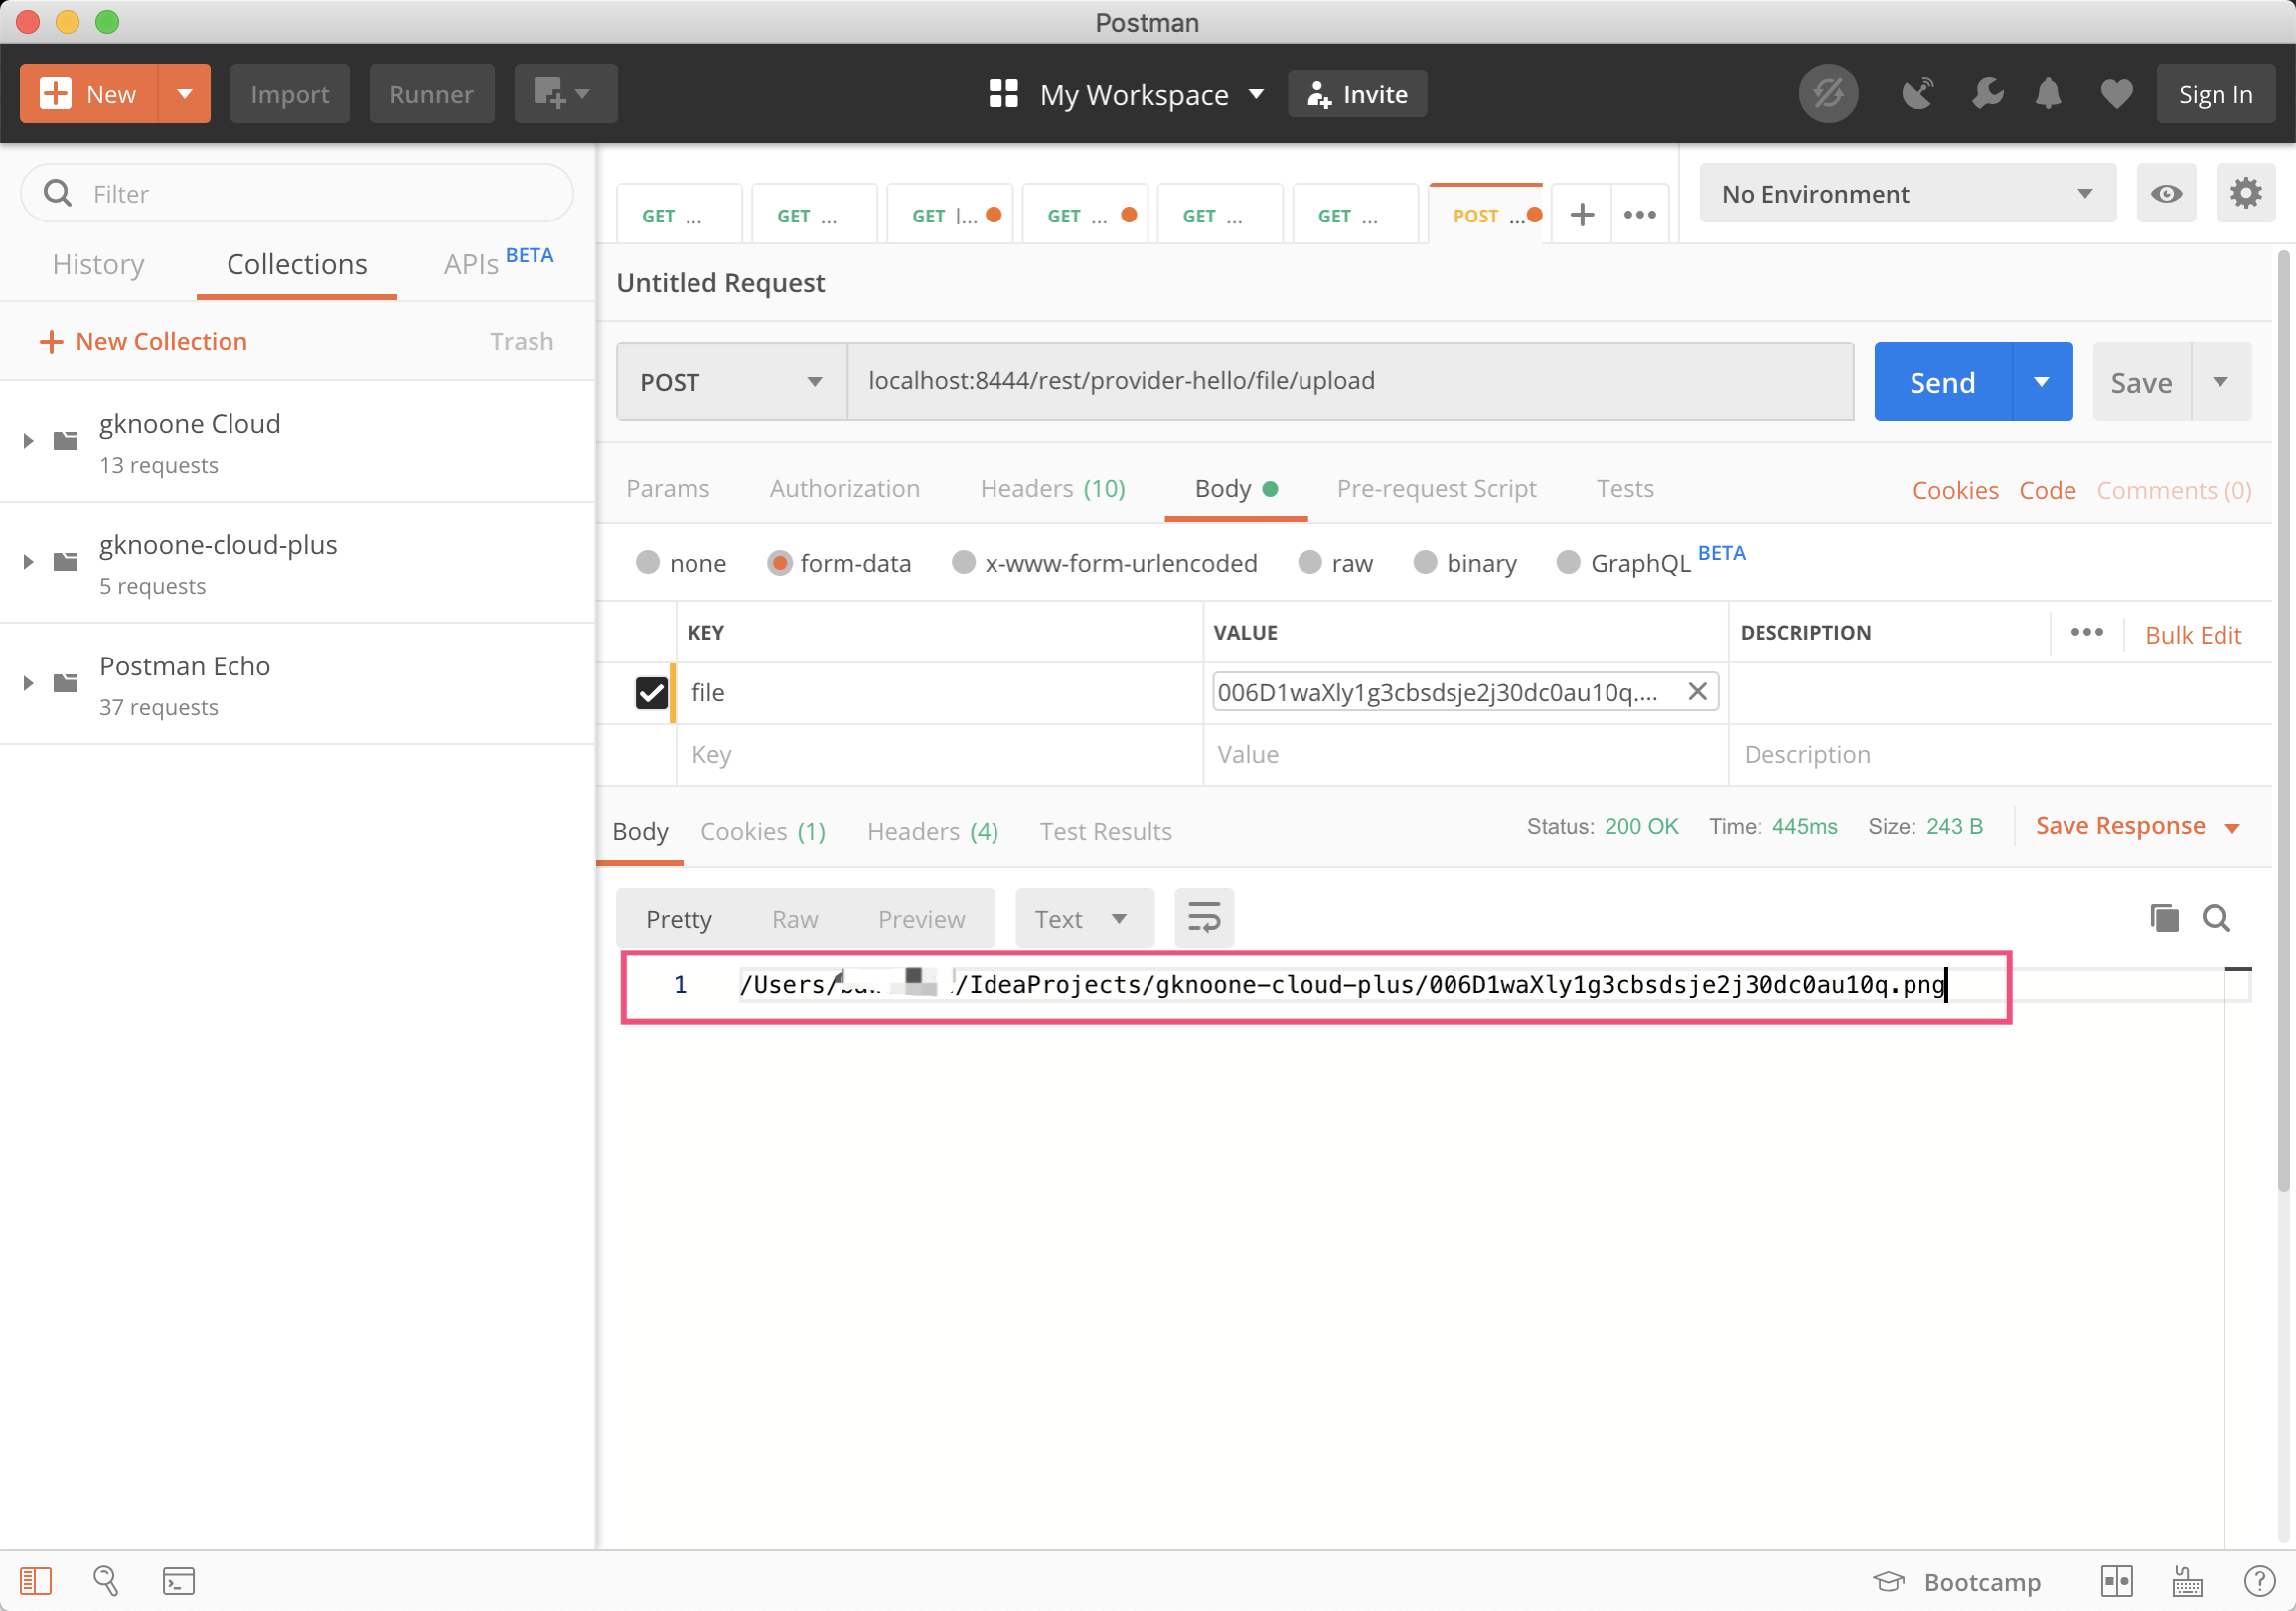 Postman
New
Import
Runner
My Workspace
Invite
Sign In
Filter
History
Collections
APIs BETA
New Collection
Trash
gknoone Cloud
13 requests
gknoone-cloud-plus
5 requests
Postman Echo
37 requests
GET ...
GET ...
GET l...
GET ...
GET ...
GET ...
POST ...
No Environment
Untitled Request
POST
localhost:8444/rest/provider-hello/file/upload
Send
Save
Params
Authorization
Headers (10)
Body
Pre-request Script
Tests
Cookies
Code
Comments (0)
none
form-data
x-www-form-urlencoded
raw
binary
GraphQL BETA
KEY
VALUE
DESCRIPTION
Bulk Edit
file
006D1waXly1g3cbsdsje2j30dc0au10q....
Key
Value
Description
Body
Cookies (1)
Headers (4)
Test Results
Status: 200 OK
Time: 445ms
Size: 243 B
Save Response
Pretty
Raw
Preview
Text
1 /Users/ /IdeaProjects/gknoone-cloud-plus/006D1waXly1g3cbsdsje2j30dc0au10q.png
Bootcamp